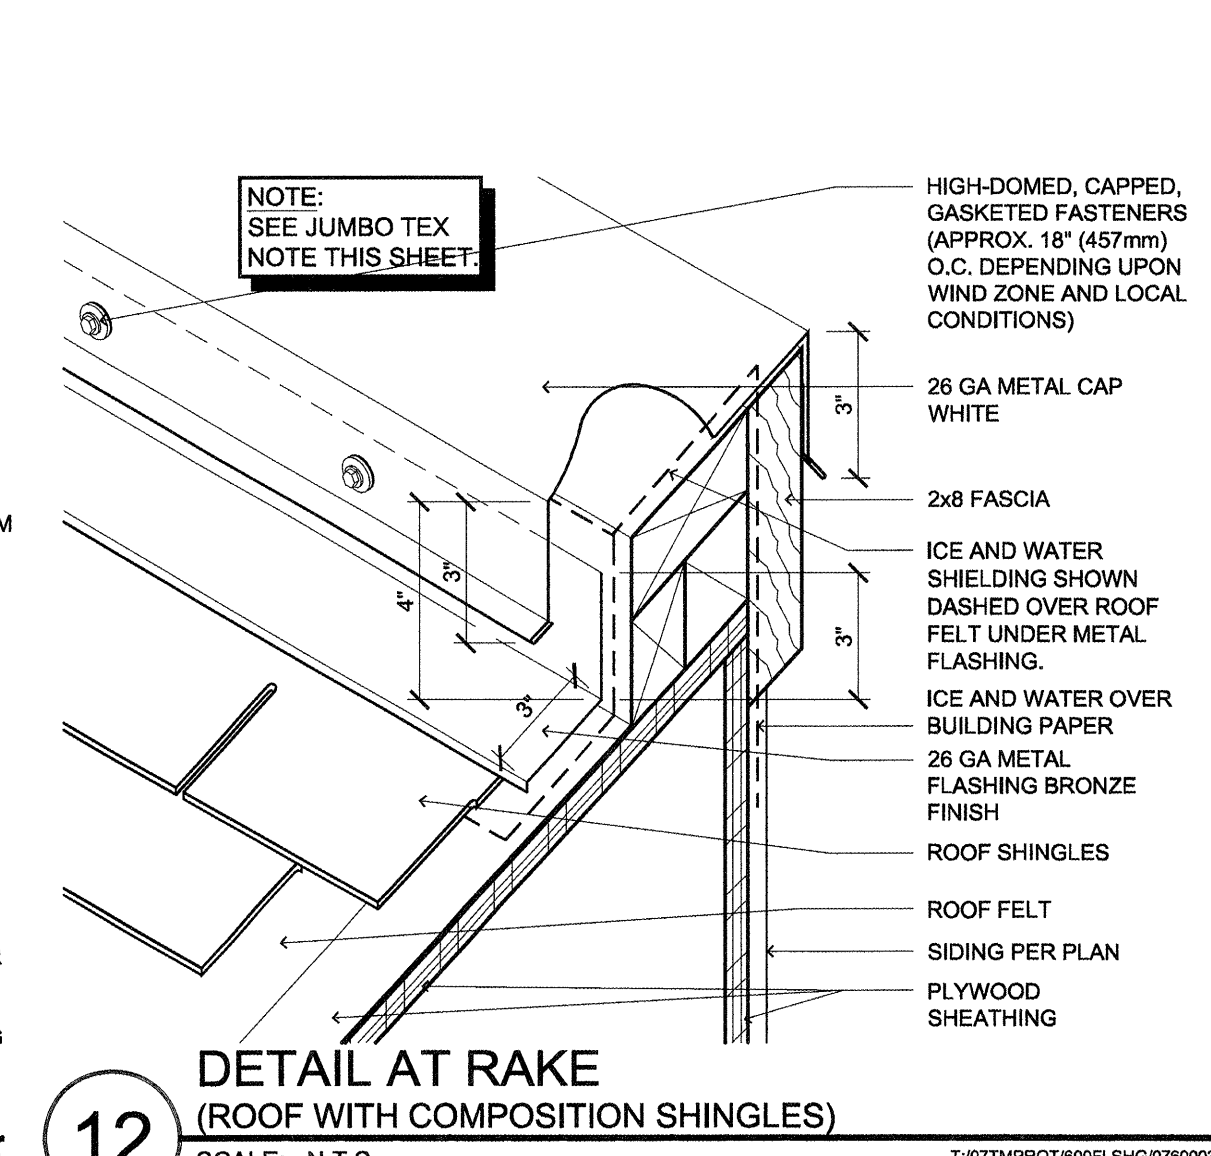 NOTE:
SEE JUMBO TEX
NOTE THIS SHEET.
HIGH-DOMED, CAPPED,
GASKETED FASTENERS
(APPROX. 18" (457mm)
O.C. DEPENDING UPON
WIND ZONE AND LOCAL
CONDITIONS)
26 GA METAL CAP
WHITE
3"
2x8 FASCIA
M
ICE AND WATER
SHIELDING SHOWN
DASHED OVER ROOF
FELT UNDER METAL
FLASHING.
3"
4"
3"
3"
ICE AND WATER OVER
BUILDING PAPER
26 GA METAL
FLASHING BRONZE
FINISH
ROOF SHINGLES
ROOF FELT
SIDING PER PLAN
PLYWOOD
SHEATHING
12
DETAIL AT RAKE
(ROOF WITH COMPOSITION SHINGLES)